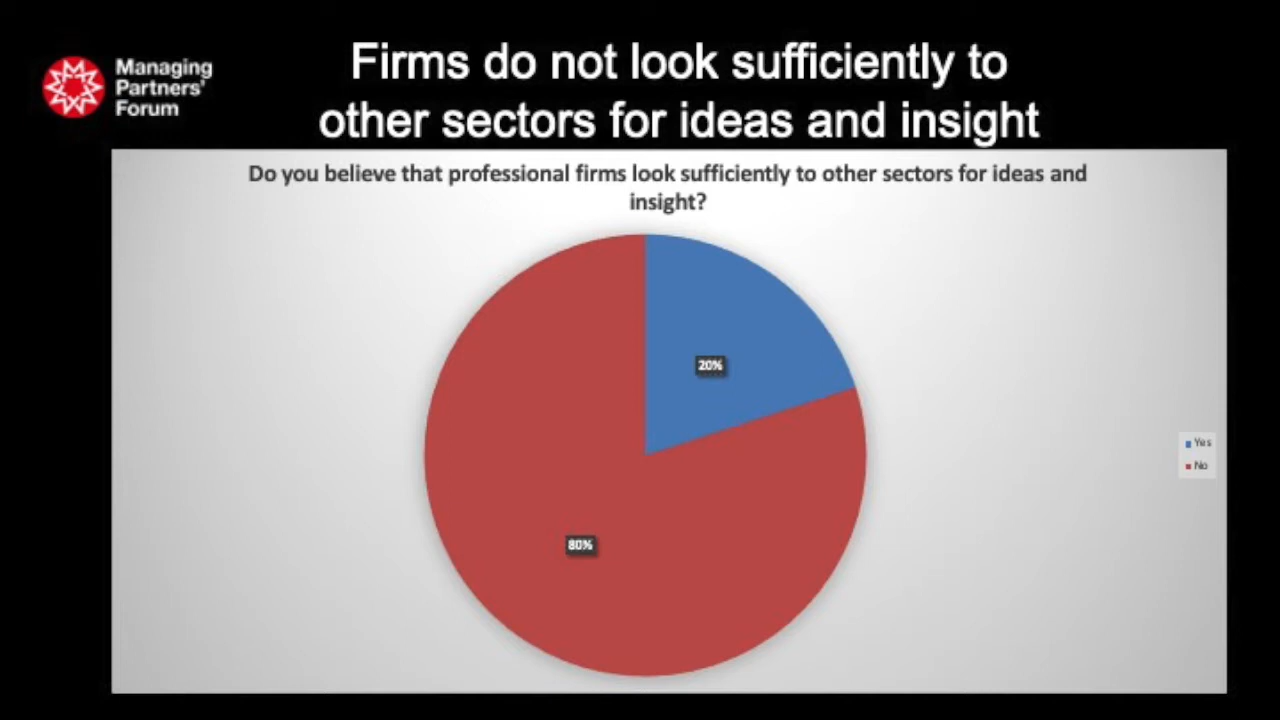 Managing
Partners'
Forum
Firms do not look sufficiently to
other sectors for ideas and insight
Do you believe that professional firms look sufficiently to other sectors for ideas and
insight?
20%
80%
Yes
No